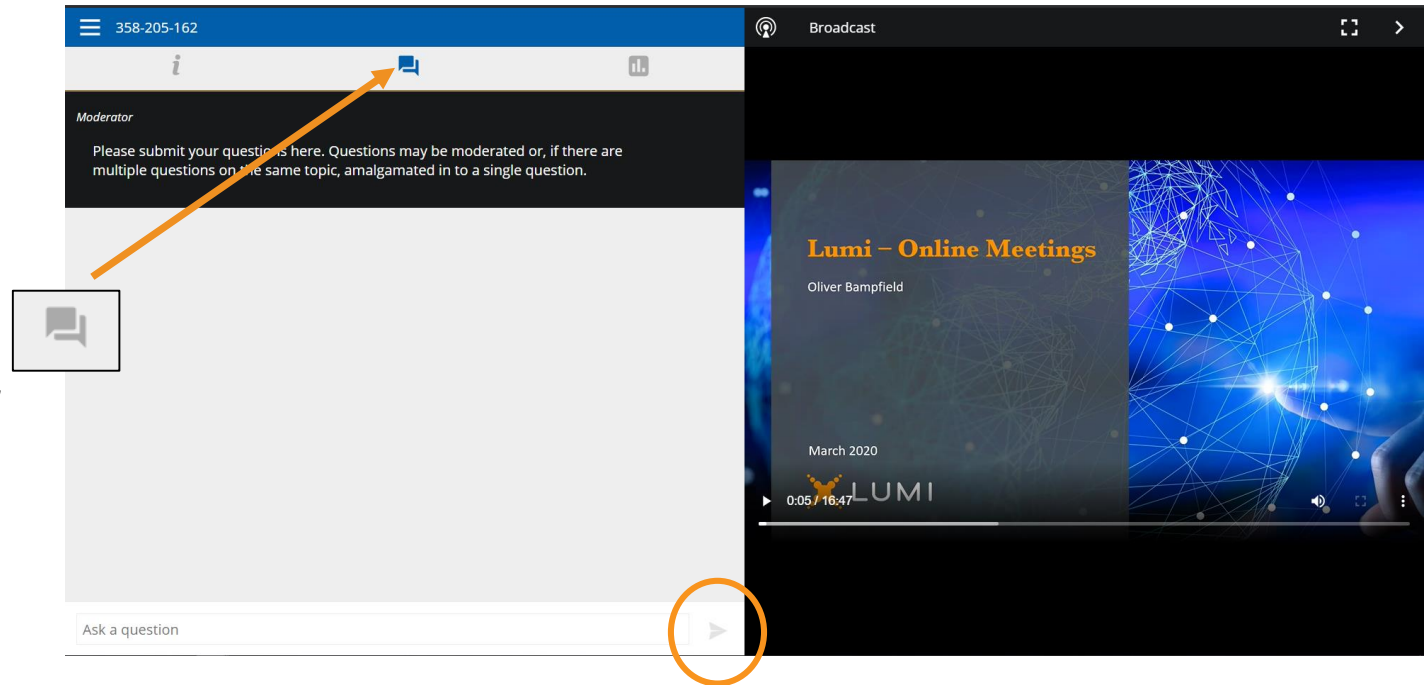 358-205-162
Moderator
Please submit your questions here. Questions may be moderated or, if there are
multiple questions on the same topic, amalgamated in to a single question.
Ask a question
Broadcast
Lumi – Online Meetings
Oliver Bampfield
March 2020
LUMI
0:05 / 16:47